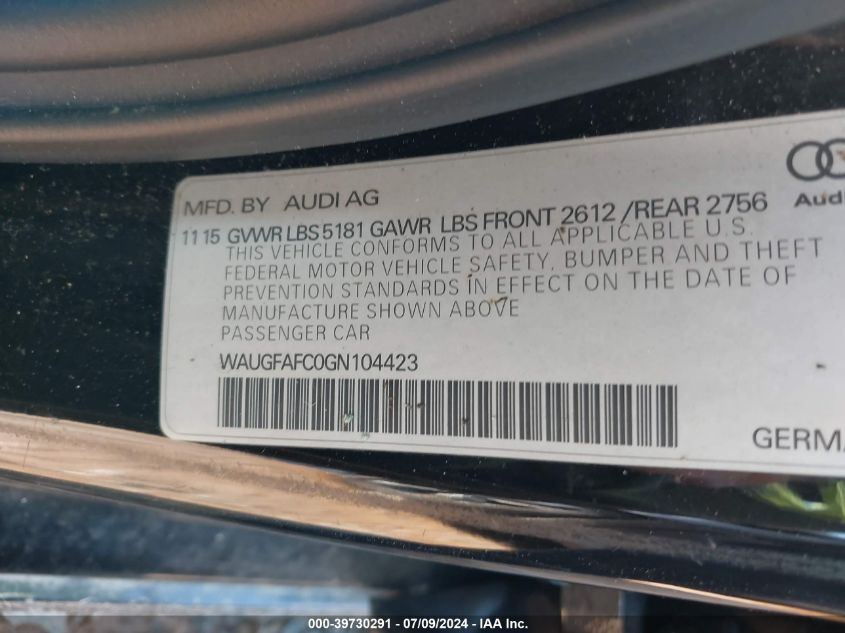 MFD. BY AUDI AG
11 15 GVWR LBS 5181 GAWR LBS FRONT 2612 /REAR 2756
THIS VEHICLE CONFORMS TO ALL APPLICABLE U.S.
FEDERAL MOTOR VEHICLE SAFETY, BUMPER AND THEFT
PREVENTION STANDARDS IN EFFECT ON THE DATE OF
MANUFACTURE SHOWN ABOVE
PASSENGER CAR
WAUGFAFC0GN104423
Audi
GERMA
000-39730291 - 07/09/2024 - IAA Inc.